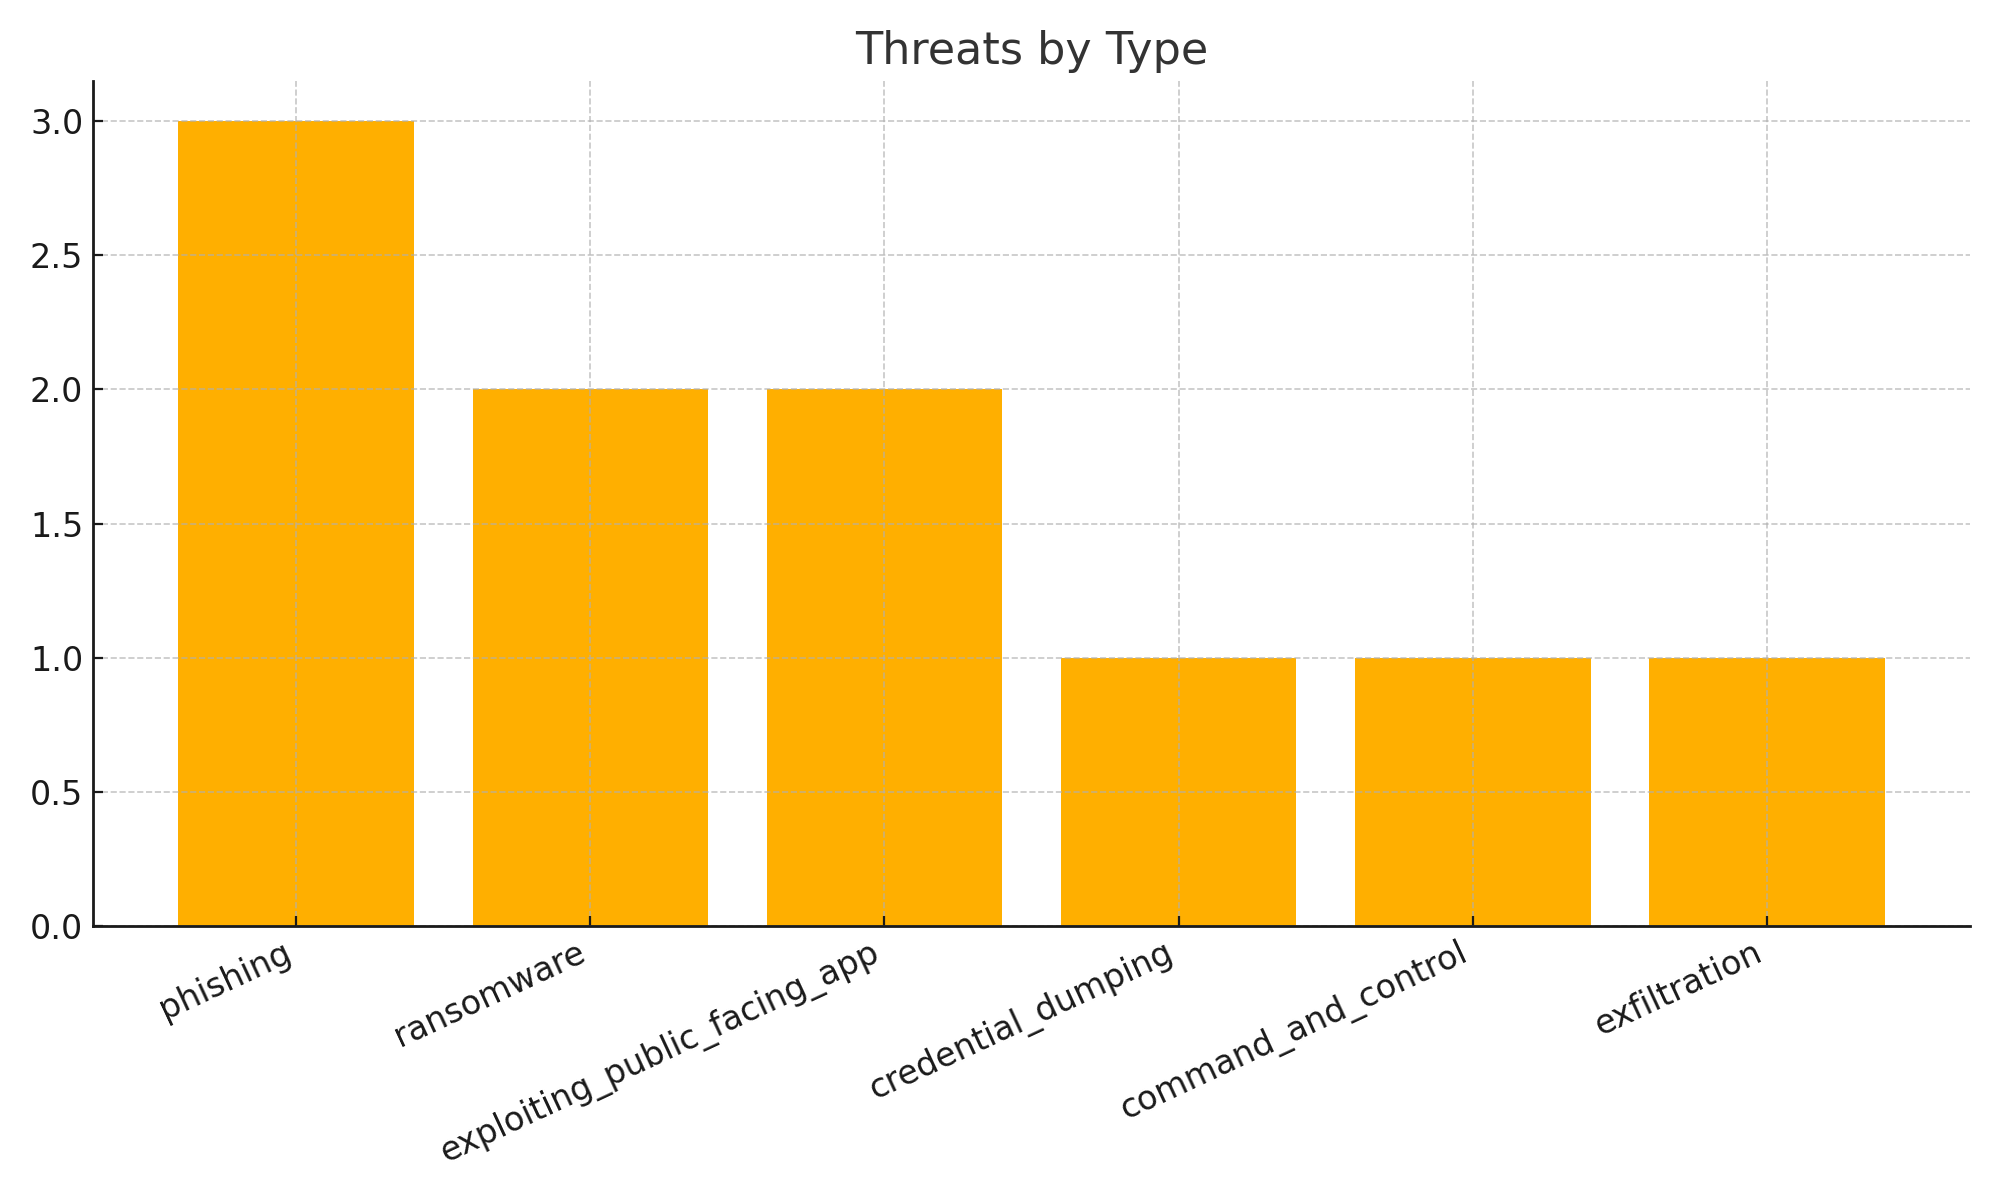 Threats by Type
3.0
2.5
2.0
1.5
1.0
0.5
0.0
phishing
ransomware
exploiting_public_facing_app
credential_dumping
command_and_control
exfiltration